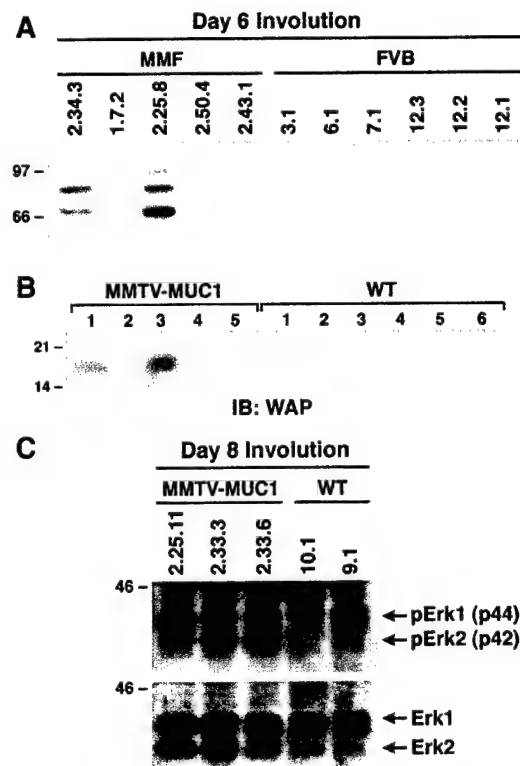 A
Day 6 Involution
MMF FVB
2.34.3 1.7.2 2.25.8 2.50.4 2.43.1 3.1 6.1 7.1 12.3 12.2 12.1
97 –
66 –
B
MMTV-MUC1 WT
1 2 3 4 5 1 2 3 4 5 6
21 –
14 –
IB: WAP
C
Day 8 Involution
MMTV-MUC1 WT
2.25.11 2.33.3 2.33.6 10.1 9.1
46 –
pErk1 (p44)
pErk2 (p42)
46 –
Erk1
Erk2